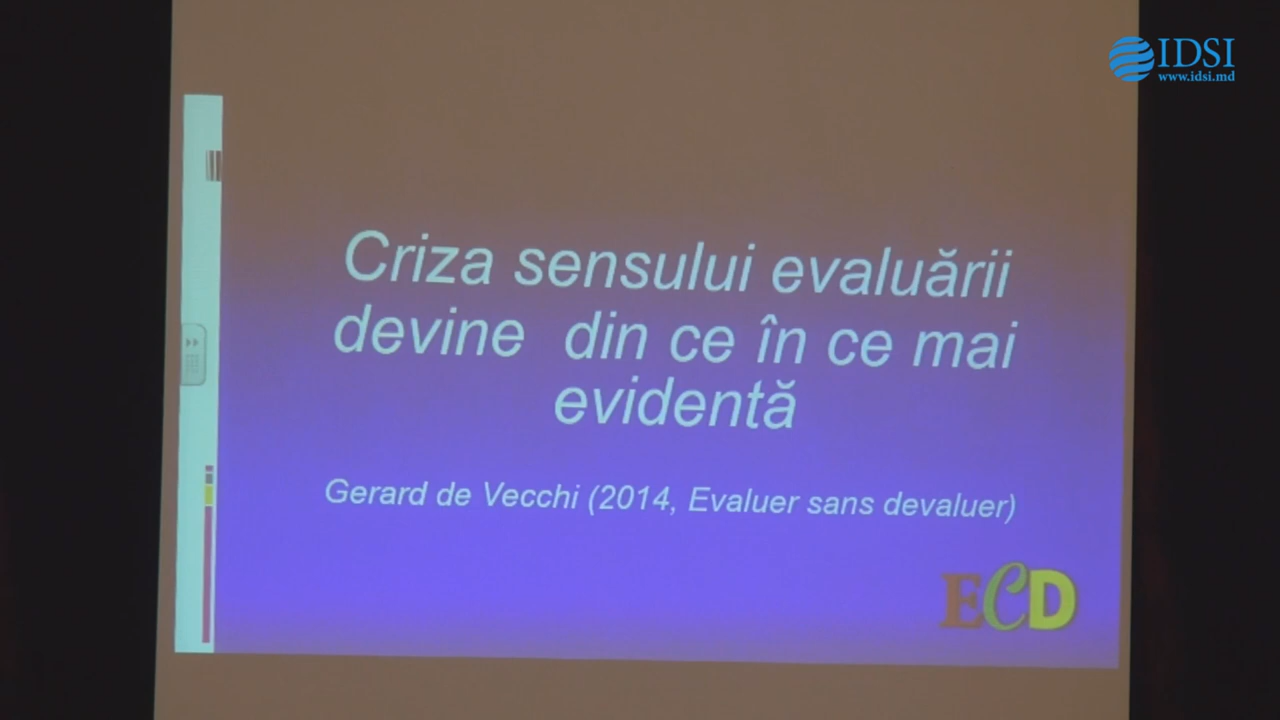 IDSI
www.idsi.md
Criza sensului evaluării
devine din ce în ce mai
evidentă
Gerard de Vecchi (2014, Evaluer sans devaluer)
ECD